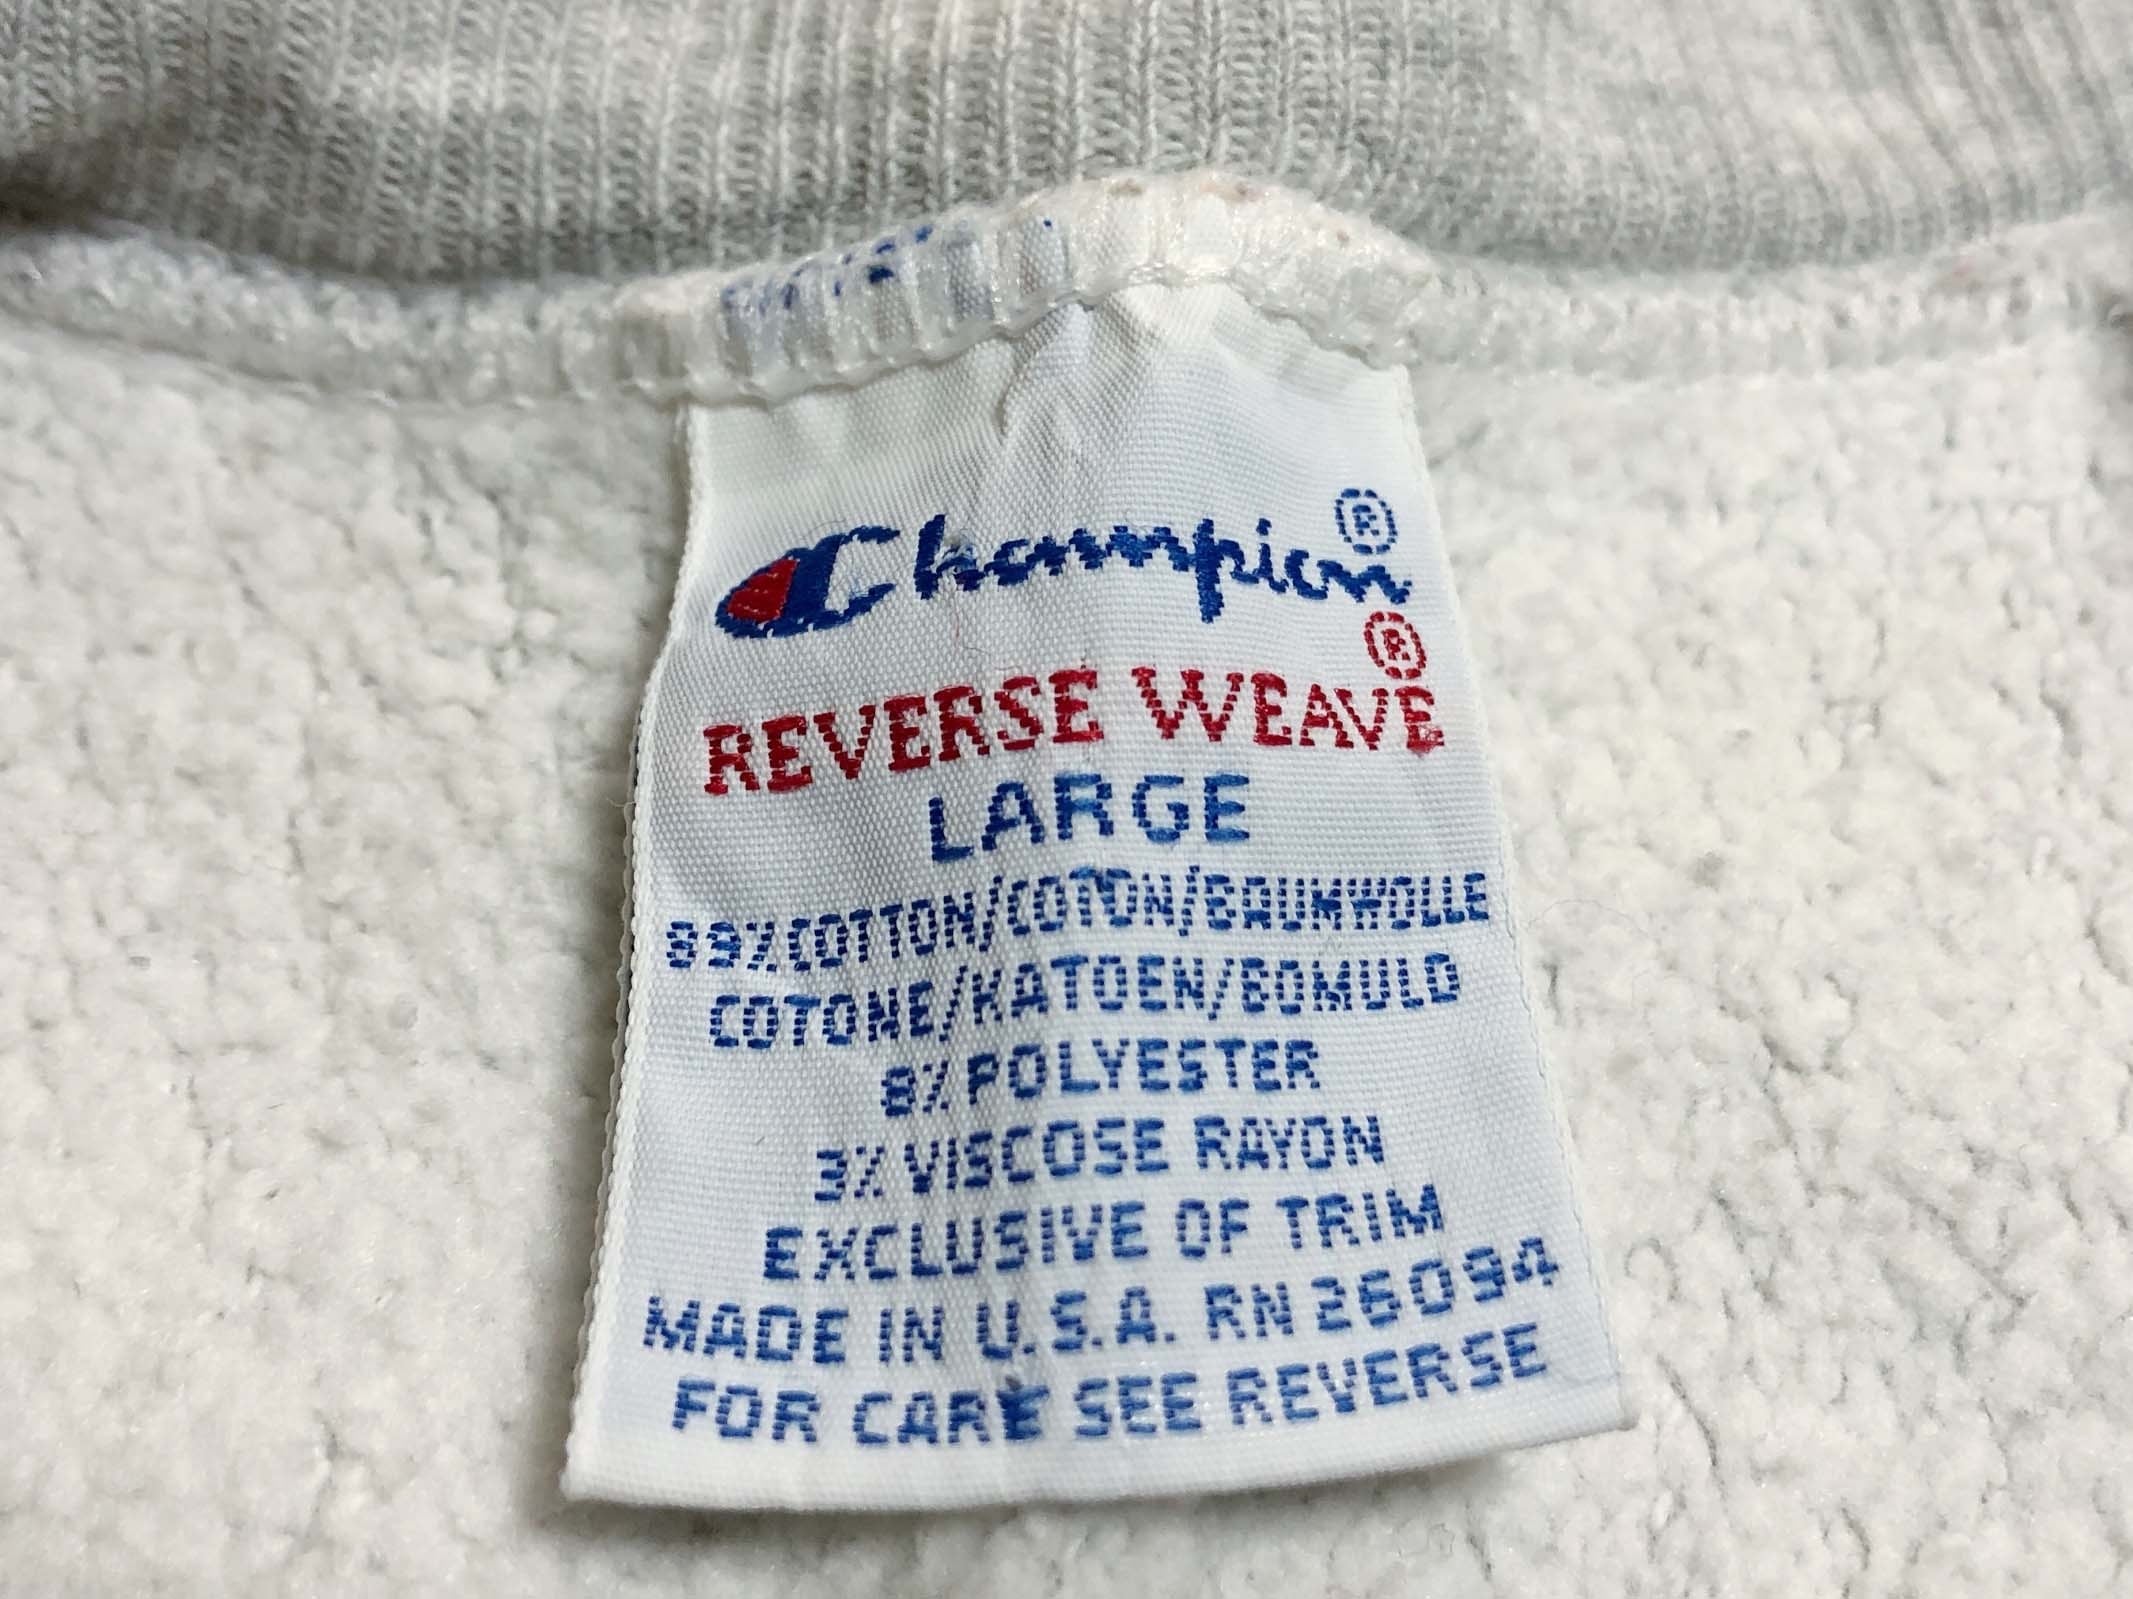 Champion®
REVERSE WEAVE®
LARGE
89% COTTON/COTON/BAUMWOLLE
COTONE/KATOEN/BOMULD
8% POLYESTER
3% VISCOSE RAYON
EXCLUSIVE OF TRIM
MADE IN U.S.A. RN 26094
FOR CARE SEE REVERSE